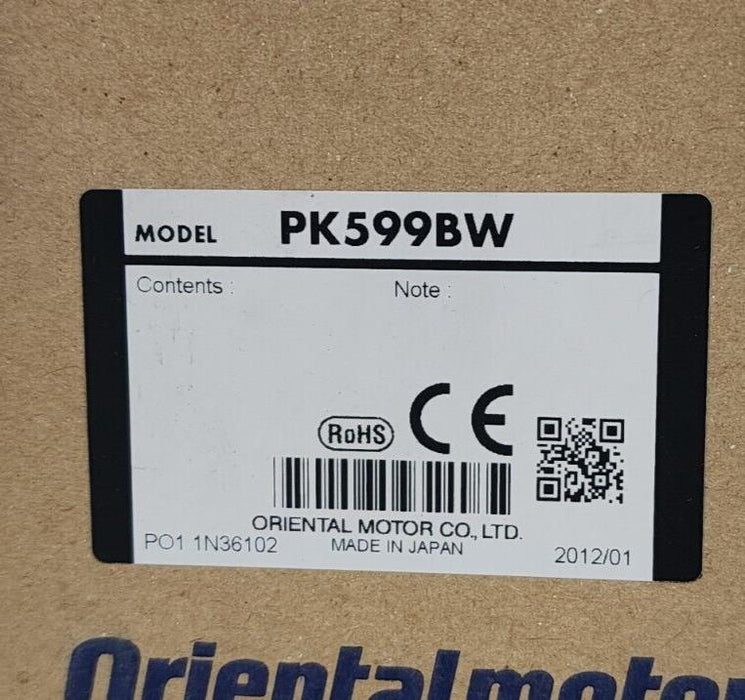 MODEL PK599BW
Contents : Note :
RoHS CE
ORIENTAL MOTOR CO., LTD.
PO1 1N36102 MADE IN JAPAN 2012/01
Orientalmotor